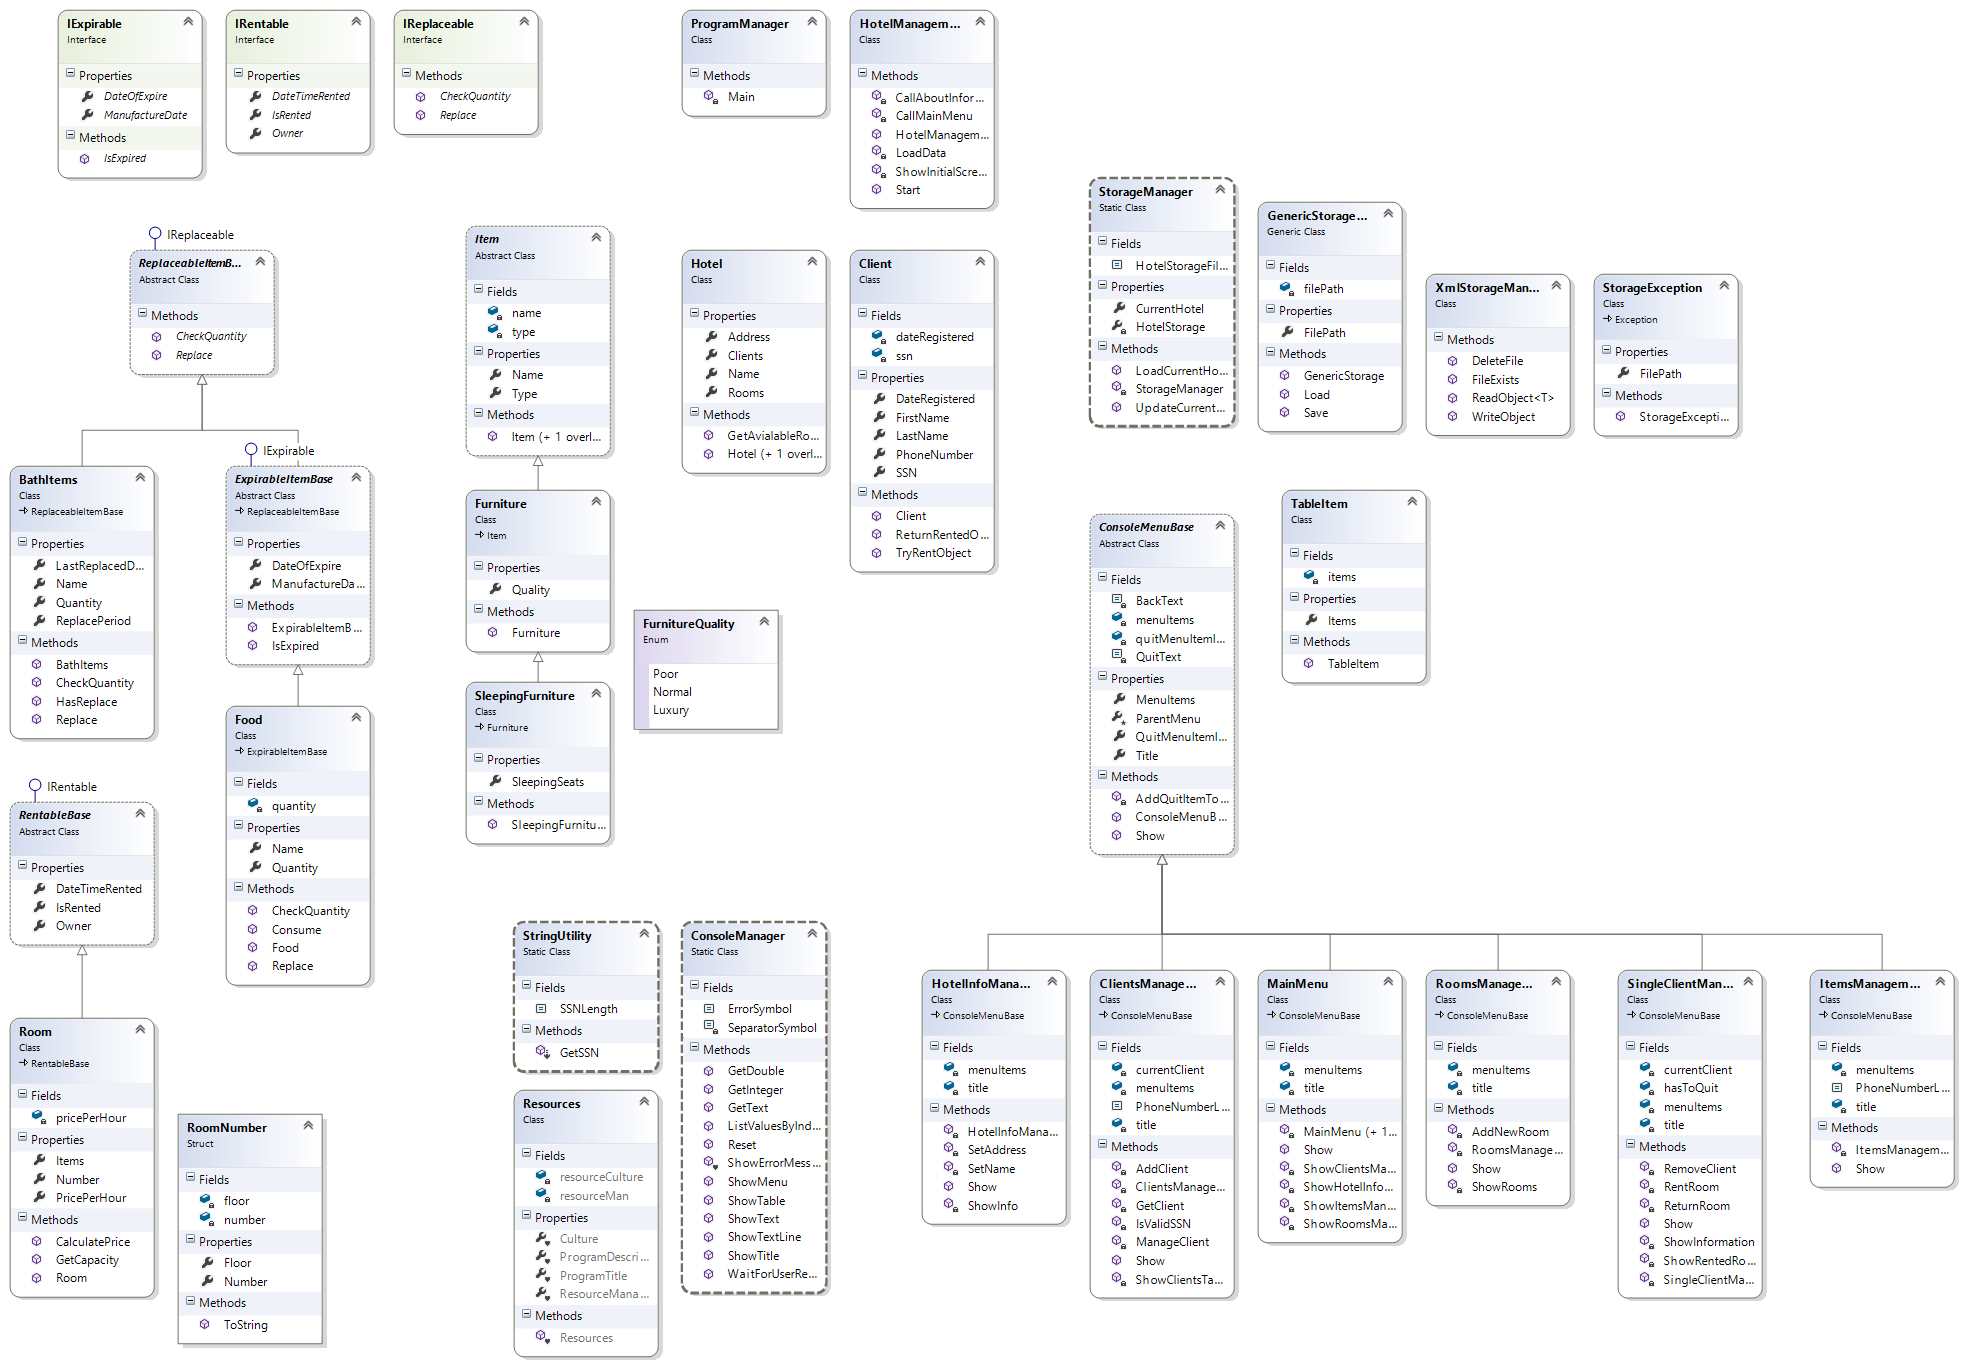 IExpirable
Interface
Properties
DateOfExpire
ManufactureDate
Methods
IsExpired
IRentable
Interface
Properties
DateTimeRented
IsRented
Owner
IReplaceable
Interface
Methods
CheckQuantity
Replace
ProgramManager
Class
Methods
Main
HotelManagem...
Class
Methods
CallAboutInfor...
CallMainMenu
HotelManagem...
LoadData
ShowInitialScre...
Start
IReplaceable
ReplaceableItemB...
Abstract Class
Methods
CheckQuantity
Replace
BathItems
Class
ReplaceableItemBase
Properties
LastReplacedD...
Name
Quantity
ReplacePeriod
Methods
BathItems
CheckQuantity
HasReplace
Replace
IExpirable
ExpirableItemBase
Abstract Class
ReplaceableItemBase
Properties
DateOfExpire
ManufactureDa...
Methods
ExpirableItemB...
IsExpired
Food
Class
ExpirableItemBase
Fields
quantity
Properties
Name
Quantity
Methods
CheckQuantity
Consume
Food
Replace
IRentable
RentableBase
Abstract Class
Properties
DateTimeRented
IsRented
Owner
Room
Class
RentableBase
Fields
pricePerHour
Properties
Items
Number
PricePerHour
Methods
CalculatePrice
GetCapacity
Room
RoomNumber
Struct
Fields
floor
number
Properties
Floor
Number
Methods
ToString
Item
Abstract Class
Fields
name
type
Properties
Name
Type
Methods
Item (+ 1 overl...
Furniture
Class
Item
Properties
Quality
Methods
Furniture
SleepingFurniture
Class
Furniture
Properties
SleepingSeats
Methods
SleepingFurnitu...
FurnitureQuality
Enum
Poor
Normal
Luxury
Hotel
Class
Properties
Address
Clients
Name
Rooms
Methods
GetAvialableRo...
Hotel (+ 1 overl...
Client
Class
Fields
dateRegistered
ssn
Properties
DateRegistered
FirstName
LastName
PhoneNumber
SSN
Methods
Client
ReturnRentedO...
TryRentObject
StorageManager
Static Class
Fields
HotelStorageFil...
Properties
CurrentHotel
HotelStorage
Methods
LoadCurrentHo...
StorageManager
UpdateCurrent...
GenericStorage...
Generic Class
Fields
filePath
Properties
FilePath
Methods
GenericStorage
Load
Save
XmlStorageMan...
Class
Methods
DeleteFile
FileExists
ReadObject<T>
WriteObject
StorageException
Class
Exception
Properties
FilePath
Methods
StorageExcepti...
ConsoleMenuBase
Abstract Class
Fields
BackText
menuItems
quitMenuItemI...
QuitText
Properties
MenuItems
ParentMenu
QuitMenuItemI...
Title
Methods
AddQuitItemTo...
ConsoleMenuB...
Show
TableItem
Class
Fields
items
Properties
Items
Methods
TableItem
StringUtility
Static Class
Fields
SSNLength
Methods
GetSSN
Resources
Class
Fields
resourceCulture
resourceMan
Properties
Culture
ProgramDescri...
ProgramTitle
ResourceMana...
Methods
Resources
ConsoleManager
Static Class
Fields
ErrorSymbol
SeparatorSymbol
Methods
GetDouble
GetInteger
GetText
ListValuesByInd...
Reset
ShowErrorMess...
ShowMenu
ShowTable
ShowText
ShowTextLine
ShowTitle
WaitForUserRe...
HotelInfoMana...
Class
ConsoleMenuBase
Fields
menuItems
title
Methods
HotelInfoMana...
SetAddress
SetName
Show
ShowInfo
ClientsManage...
Class
ConsoleMenuBase
Fields
currentClient
menuItems
PhoneNumberL...
title
Methods
AddClient
ClientsManage...
GetClient
IsValidSSN
ManageClient
Show
ShowClientsTa...
MainMenu
Class
ConsoleMenuBase
Fields
menuItems
title
Methods
MainMenu (+ 1...
Show
ShowClientsMa...
ShowHotelInfo...
ShowItemsMan...
ShowRoomsMa...
RoomsManage...
Class
ConsoleMenuBase
Fields
menuItems
title
Methods
AddNewRoom
RoomsManage...
Show
ShowRooms
SingleClientMan...
Class
ConsoleMenuBase
Fields
currentClient
hasToQuit
menuItems
title
Methods
RemoveClient
RentRoom
ReturnRoom
Show
ShowInformation
ShowRentedRo...
SingleClientMa...
ItemsManagem...
Class
ConsoleMenuBase
Fields
menuItems
PhoneNumberL...
title
Methods
ItemsManagem...
Show